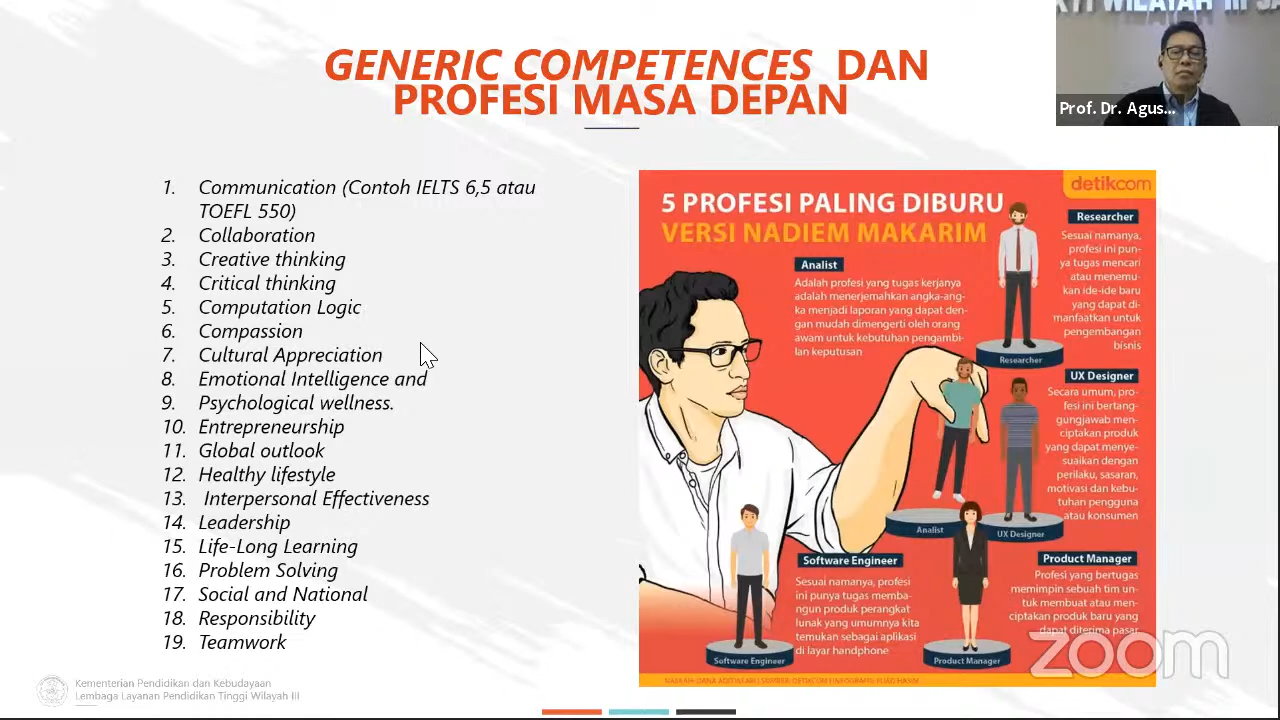 GENERIC COMPETENCES DAN
PROFESI MASA DEPAN
Prof. Dr. Agus...
1. Communication (Contoh IELTS 6,5 atau
TOEFL 550)
2. Collaboration
3. Creative thinking
4. Critical thinking
5. Computation Logic
6. Compassion
7. Cultural Appreciation
8. Emotional Intelligence and
9. Psychological wellness.
10. Entrepreneurship
11. Global outlook
12. Healthy lifestyle
13. Interpersonal Effectiveness
14. Leadership
15. Life-Long Learning
16. Problem Solving
17. Social and National
18. Responsibility
19. Teamwork
detikcom
5 PROFESI PALING DIBURU
VERSI NADIEM MAKARIM
Analist
Adalah profesi yang tugas kerjanya
adalah menerjemahkan angka-ang-
ka menjadi laporan yang dapat den-
gan mudah dimengerti oleh orang
awam untuk kebutuhan pengambi-
lan keputusan
Researcher
Sesuai namanya,
profesi ini pun-
ya tugas mencari
atau menemu-
kan ide-ide baru
yang dapat di-
manfaatkan untuk
pengembangan
bisnis
Researcher
UX Designer
Secara umum, pro-
fesi ini bertang-
gungjawab men-
ciptakan produk
yang dapat menye-
suaikan dengan
perilaku, sasaran,
motivasi dan kebu-
tuhan pengguna
atau konsumen
Analist
UX Designer
Software Engineer
Sesuai namanya, profesi
ini punya tugas memba-
ngun produk perangkat
lunak yang umumnya kita
temukan sebagai aplikasi
di layar handphone
Software Engineer
Product Manager
Profesi yang bertugas
memimpin sebuah tim un-
tuk membuat atau men-
ciptakan produk baru yang
dapat diterima pasar
Product Manager
zoom
Kementerian Pendidikan dan Kebudayaan
Lembaga Layanan Pendidikan Tinggi Wilayah III